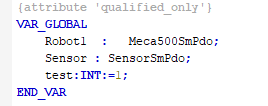 {attribute 'qualified_only'}
VAR_GLOBAL
Robot1 : Meca500SmPdo;
Sensor : SensorSmPdo;
test:INT:=1;
END_VAR